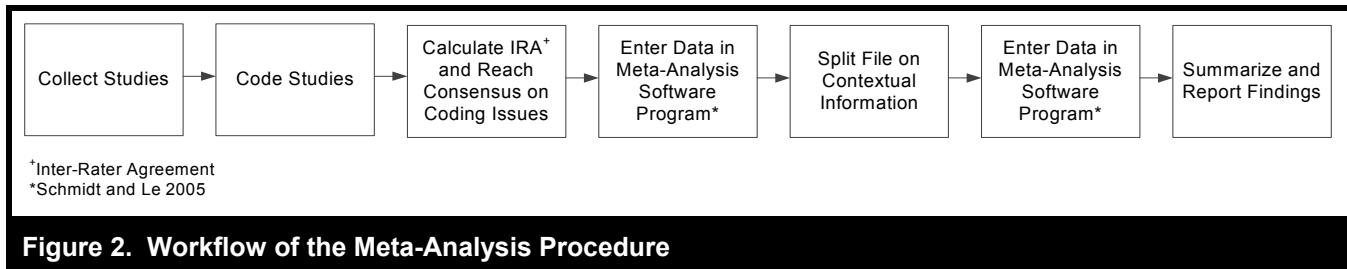 Collect Studies
Code Studies
Calculate IRA+
and Reach
Consensus on
Coding Issues
Enter Data in
Meta-Analysis
Software
Program*
Split File on
Contextual
Information
Enter Data in
Meta-Analysis
Software
Program*
Summarize and
Report Findings
+Inter-Rater Agreement
*Schmidt and Le 2005
Figure 2. Workflow of the Meta-Analysis Procedure